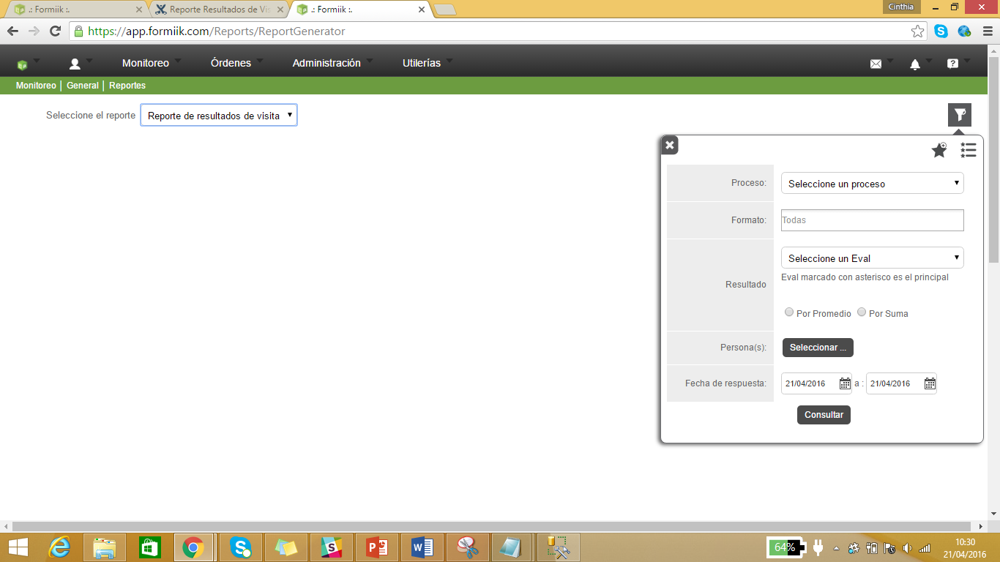 .: Formiik :.
Reporte Resultados de Vis
.: Formiik :.
Cinthia
https://app.formiik.com/Reports/ReportGenerator
Monitoreo
Órdenes
Administración
Utilerías
Monitoreo | General | Reportes
Seleccione el reporte
Reporte de resultados de visita
Proceso:
Seleccione un proceso
Formato:
Todas
Resultado
Seleccione un Eval
Eval marcado con asterisco es el principal
Por Promedio
Por Suma
Persona(s):
Seleccionar ...
Fecha de respuesta:
21/04/2016 a : 21/04/2016
Consultar
64%
10:30
21/04/2016